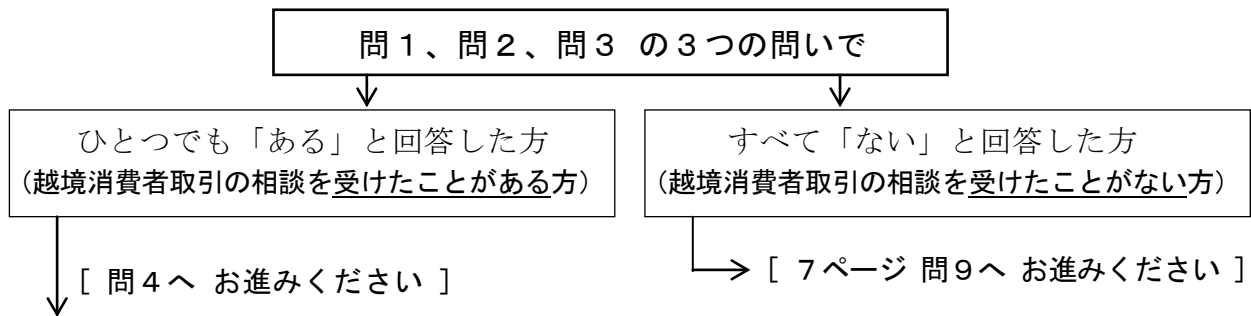 問１、問２、問３ の３つの問いで
ひとつでも「ある」と回答した方
（越境消費者取引の相談を受けたことがある方）
すべて「ない」と回答した方
（越境消費者取引の相談を受けたことがない方）
［ 問４へ お進みください ］
［ ７ページ 問９へ お進みください ］